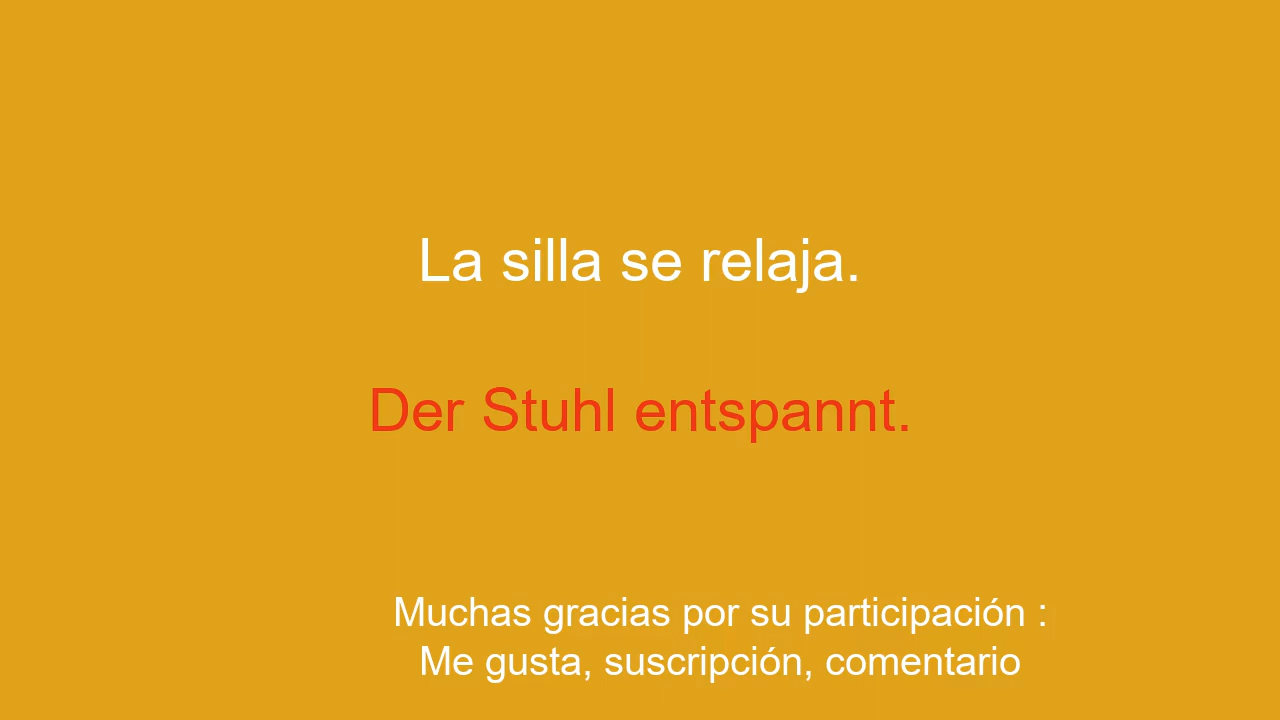 La silla se relaja.
Der Stuhl entspannt.
Muchas gracias por su participación :
Me gusta, suscripción, comentario